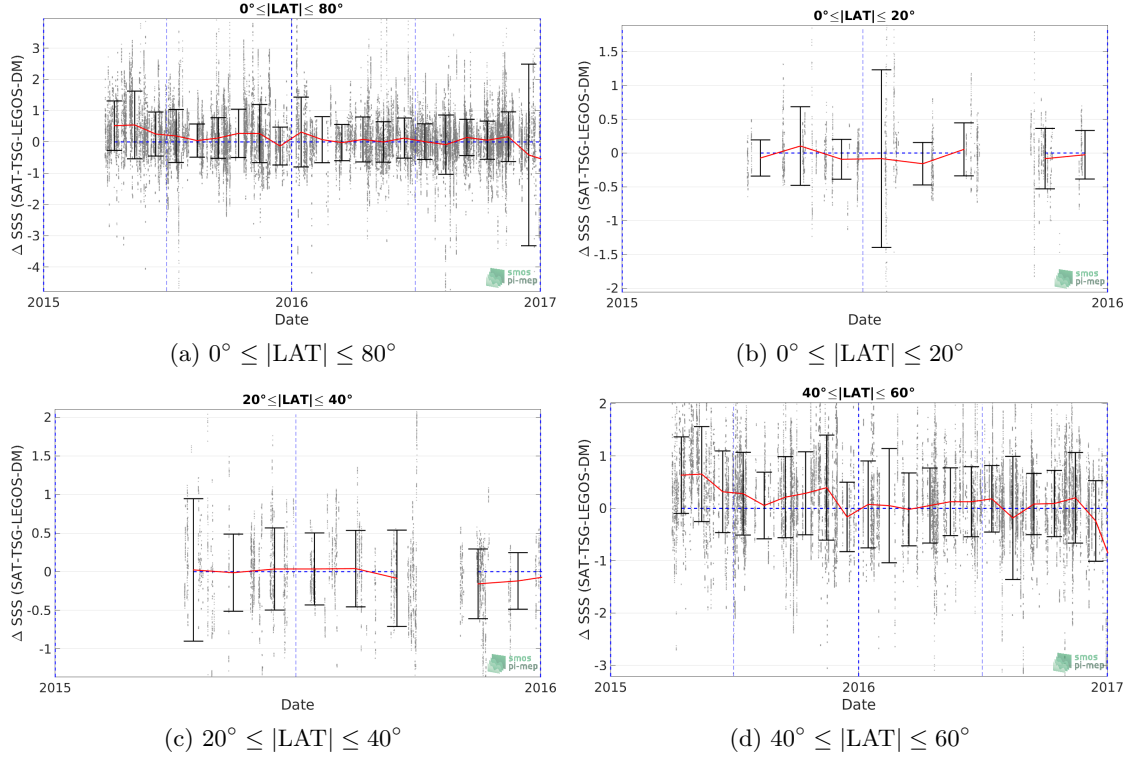 0°≤|LAT|≤ 80°
Δ SSS (SAT-TSG-LEGOS-DM)
3
2
1
0
-1
-2
-3
-4
2015
2016
2017
Date
smos
pi-mep
(a) 0° ≤ |LAT| ≤ 80°
0°≤|LAT|≤ 20°
Δ SSS (SAT-TSG-LEGOS-DM)
1.5
1
0.5
0
-0.5
-1
-1.5
-2
2015
2016
Date
smos
pi-mep
(b) 0° ≤ |LAT| ≤ 20°
20°≤|LAT|≤ 40°
Δ SSS (SAT-TSG-LEGOS-DM)
2
1.5
1
0.5
0
-0.5
-1
2015
2016
Date
smos
pi-mep
(c) 20° ≤ |LAT| ≤ 40°
40°≤|LAT|≤ 60°
Δ SSS (SAT-TSG-LEGOS-DM)
2
1
0
-1
-2
-3
2015
2016
2017
Date
smos
pi-mep
(d) 40° ≤ |LAT| ≤ 60°